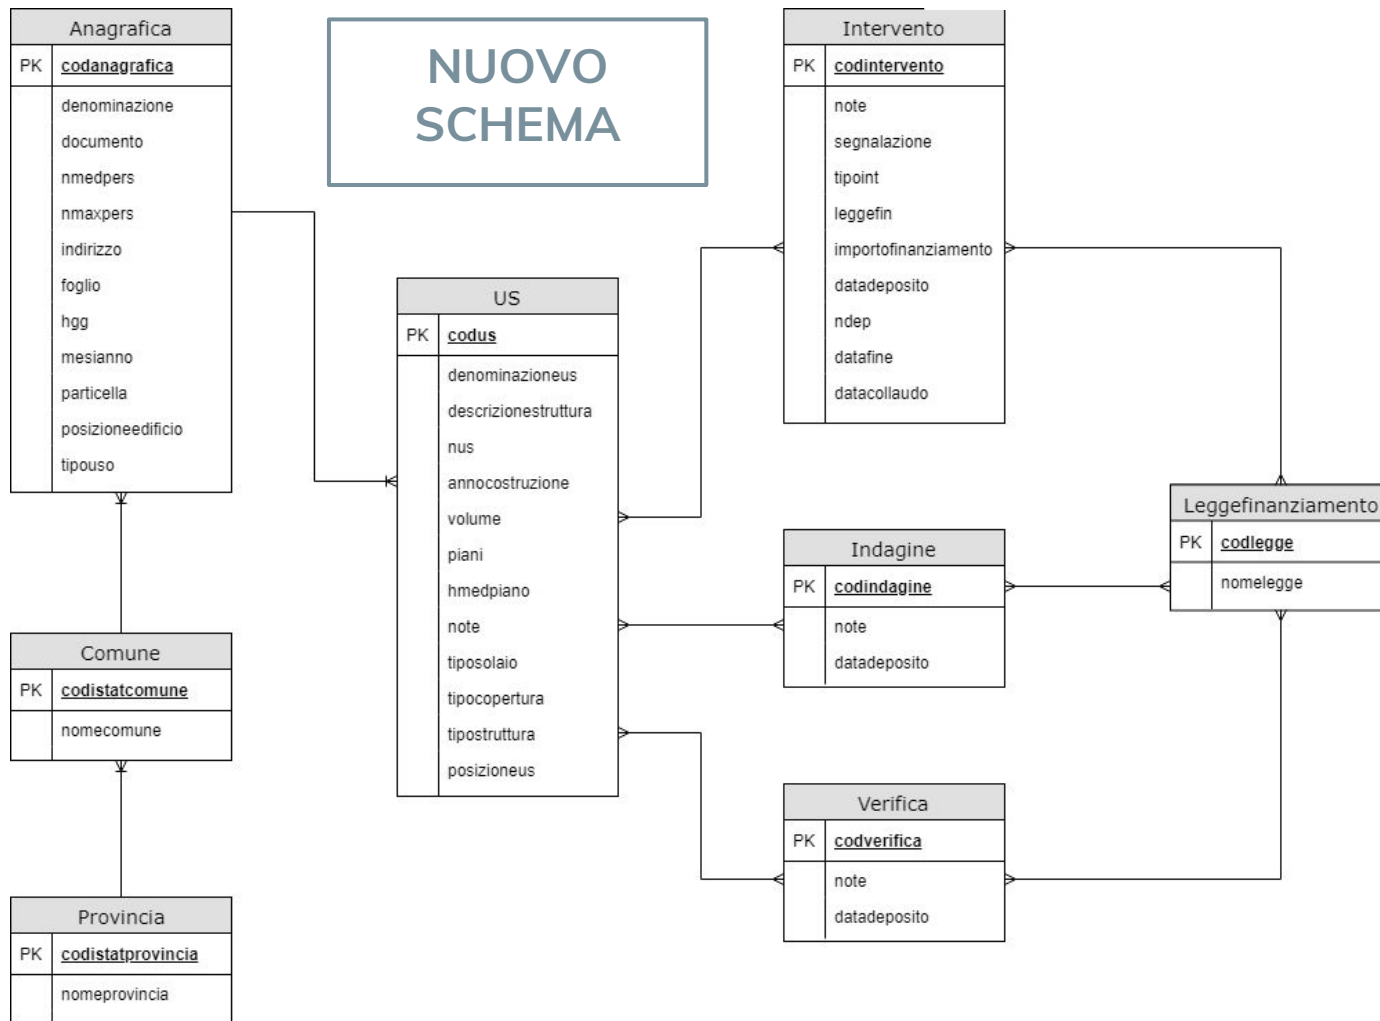 Anagrafica
PK codanagrafica
denominazione
documento
nmedpers
nmaxpers
indirizzo
foglio
hgg
mesianno
particella
posizioneedificio
tipouso
NUOVO
SCHEMA
Intervento
PK codintervento
note
segnalazione
tipoint
leggefin
importofinanziamento
datadeposito
ndep
datafine
datacollaudo
US
PK codus
denominazioneus
descrizionestruttura
nus
annocostruzione
volume
piani
hmedpiano
note
tiposolaio
tipocopertura
tipostruttura
posizioneus
Leggefinanziamento
PK codlegge
nomelegge
Indagine
PK codindagine
note
datadeposito
Comune
PK codistatcomune
nomecomune
Verifica
PK codverifica
note
datadeposito
Provincia
PK codistatprovincia
nomeprovincia